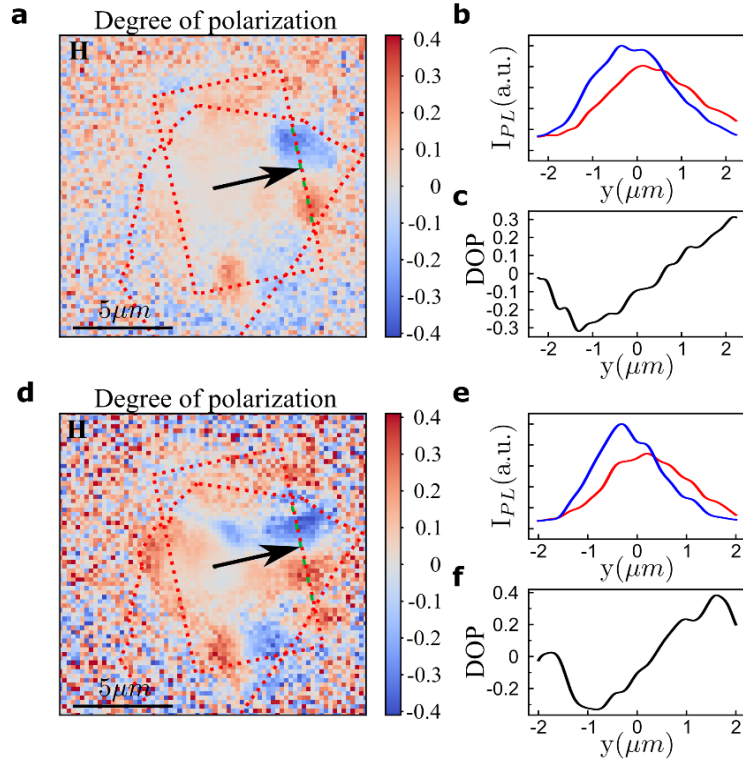 a
Degree of polarization
H
5μm
0.4
0.3
0.2
0.1
0
-0.1
-0.2
-0.3
-0.4
b
I_PL(a.u.)
-2 -1 0 1 2
y(μm)
c
DOP
0.3
0.1
0
-0.1
-0.3
-2 -1 0 1 2
y(μm)
d
Degree of polarization
H
5μm
0.4
0.3
0.2
0.1
0
-0.1
-0.2
-0.3
-0.4
e
I_PL(a.u.)
-2 -1 0 1 2
y(μm)
f
DOP
0.4
0.2
0
-0.2
-2 -1 0 1 2
y(μm)